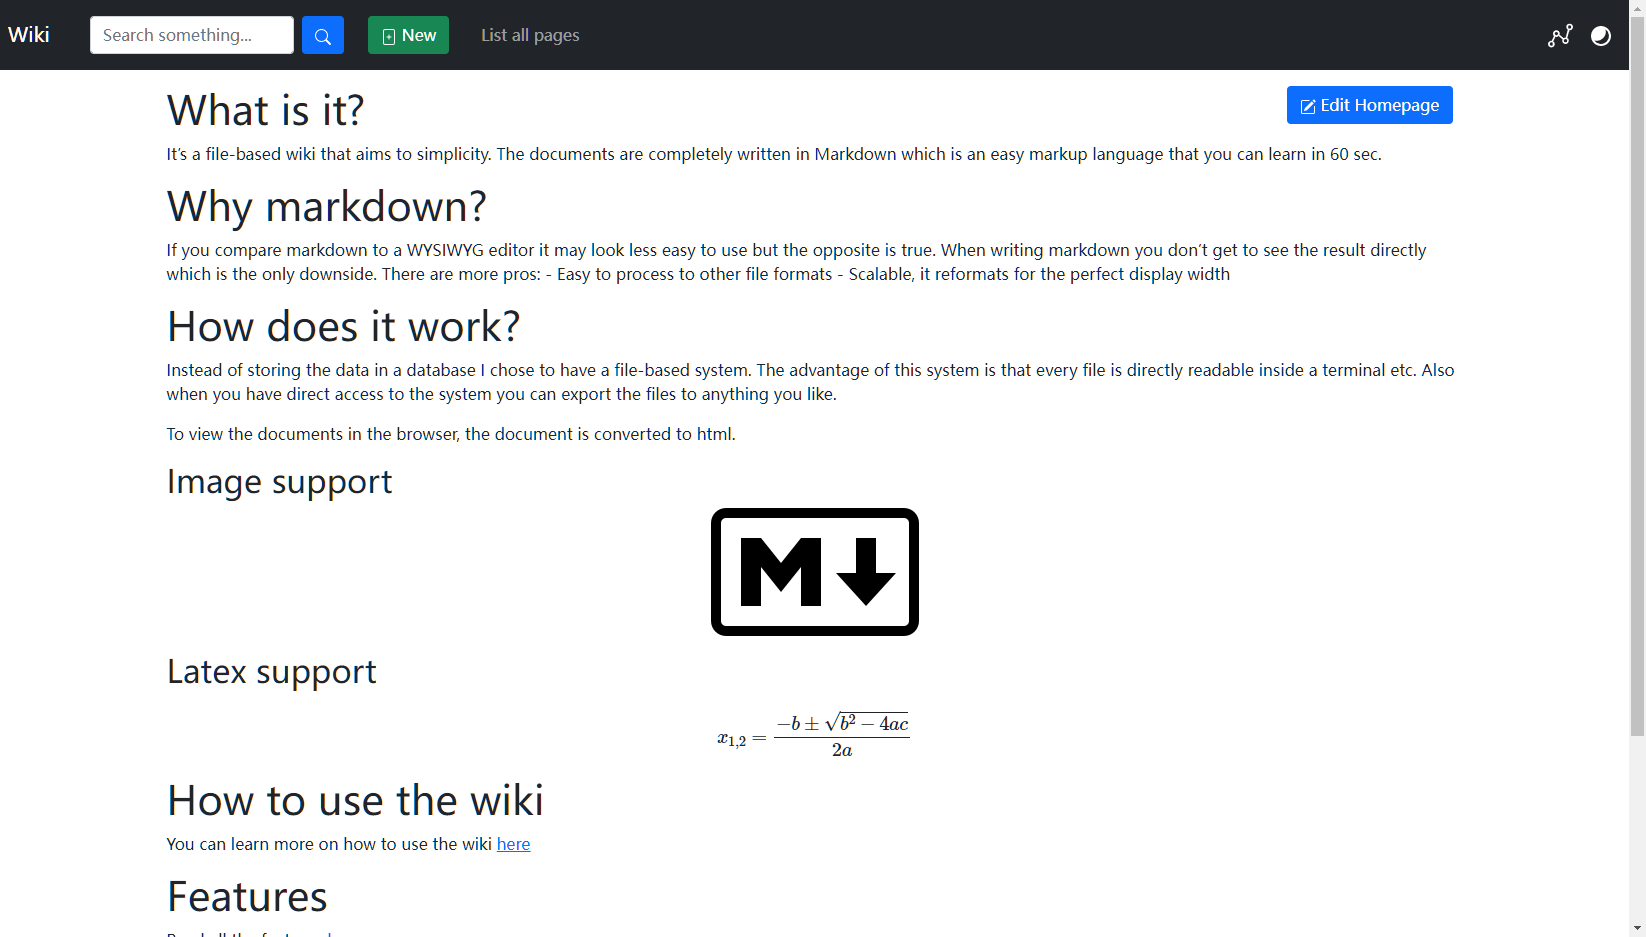 Wiki Search something... New List all pages
What is it?
Edit Homepage
It's a file-based wiki that aims to simplicity. The documents are completely written in Markdown which is an easy markup language that you can learn in 60 sec.
Why markdown?
If you compare markdown to a WYSIWYG editor it may look less easy to use but the opposite is true. When writing markdown you don't get to see the result directly
which is the only downside. There are more pros: - Easy to process to other file formats - Scalable, it reformats for the perfect display width
How does it work?
Instead of storing the data in a database I chose to have a file-based system. The advantage of this system is that every file is directly readable inside a terminal etc. Also
when you have direct access to the system you can export the files to anything you like.
To view the documents in the browser, the document is converted to html.
Image support
M
Latex support
x_{1,2} = \frac{-b ± \sqrt{b^2 - 4ac}}{2a}
How to use the wiki
You can learn more on how to use the wiki here
Features